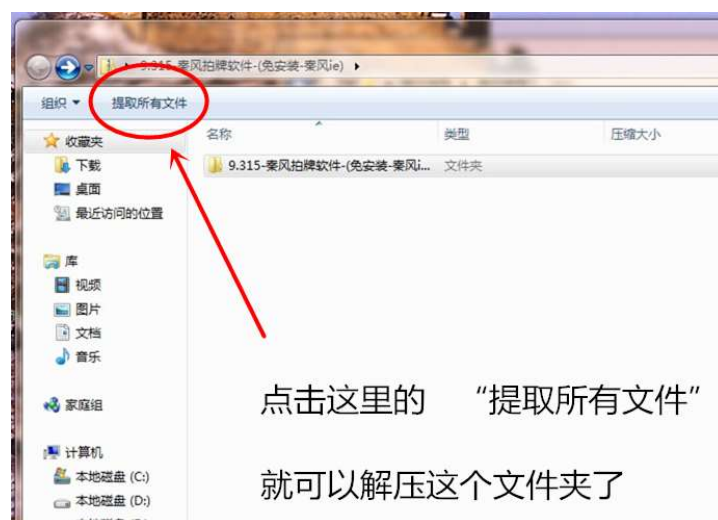 9.315-秦风拍牌软件-(免安装-秦风ie)
组织 提取所有文件
名称 类型 压缩大小
收藏夹
下载
桌面
最近访问的位置
9.315-秦风拍牌软件-(免安装-秦风i... 文件夹
库
视频
图片
文档
音乐
家庭组
计算机
本地磁盘 (C:)
本地磁盘 (D:)
点击这里的 “提取所有文件”
就可以解压这个文件夹了